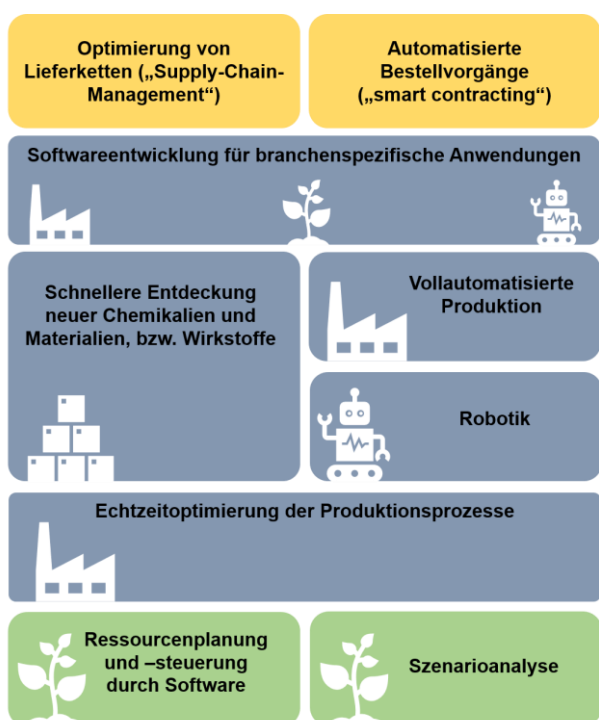 Optimierung von
Lieferketten („Supply-Chain-
Management“)
Automatisierte
Bestellvorgänge
(„smart contracting“)
Softwareentwicklung für branchenspezifische Anwendungen
Schnellere Entdeckung
neuer Chemikalien und
Materialien, bzw. Wirkstoffe
Vollautomatisierte
Produktion
Robotik
Echtzeitoptimierung der Produktionsprozesse
Ressourcenplanung
und –steuerung
durch Software
Szenarioanalyse